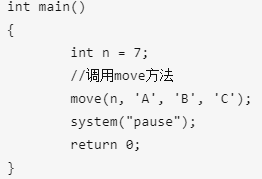 int main()
{
int n = 7;
//调用move方法
move(n, 'A', 'B', 'C');
system("pause");
return 0;
}